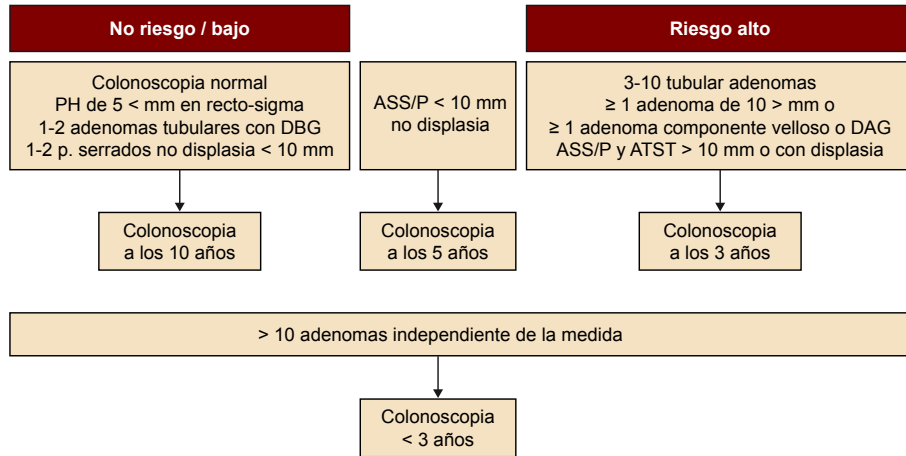 No riesgo / bajo
Riesgo alto
Colonoscopia normal
PH de 5 < mm en recto-sigma
1-2 adenomas tubulares con DBG
1-2 p. serrados no displasia < 10 mm
ASS/P < 10 mm
no displasia
3-10 tubular adenomas
≥ 1 adenoma de 10 > mm o
≥ 1 adenoma componente velloso o DAG
ASS/P y ATST > 10 mm o con displasia
Colonoscopia
a los 10 años
Colonoscopia
a los 5 años
Colonoscopia
a los 3 años
> 10 adenomas independiente de la medida
Colonoscopia
< 3 años